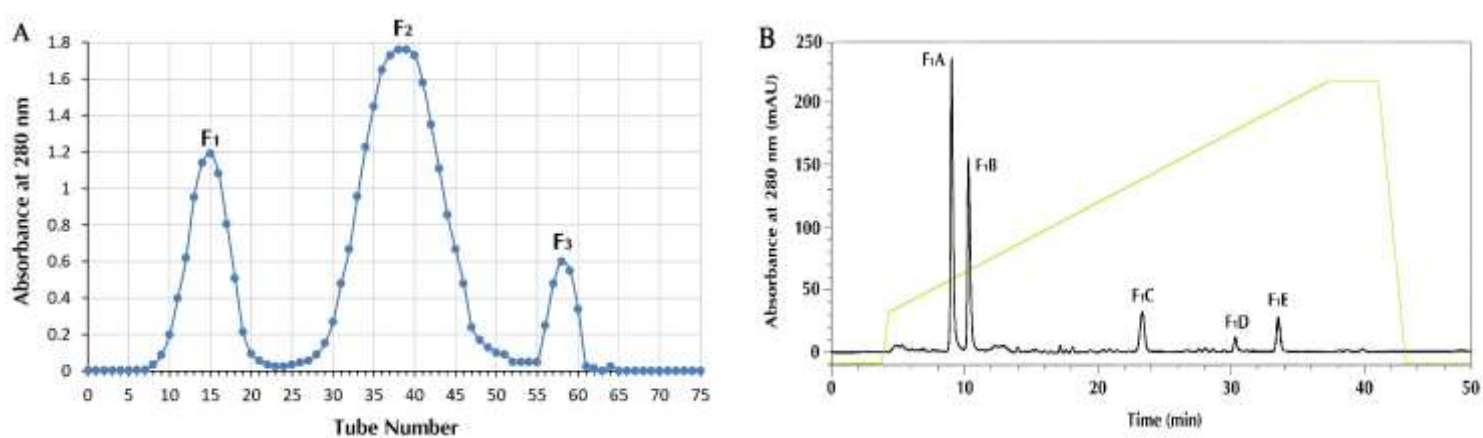 A
F1
F2
F3
1.8
1.6
1.4
1.2
1
0.8
0.6
0.4
0.2
0
0 5 10 15 20 25 30 35 40 45 50 55 60 65 70 75
Absorbance at 280 nm
Tube Number
B
F1A
F1B
F1C
F1D
F1E
250
200
150
100
50
0
0 10 20 30 40 50
Absorbance at 280 nm (mAU)
Time (min)